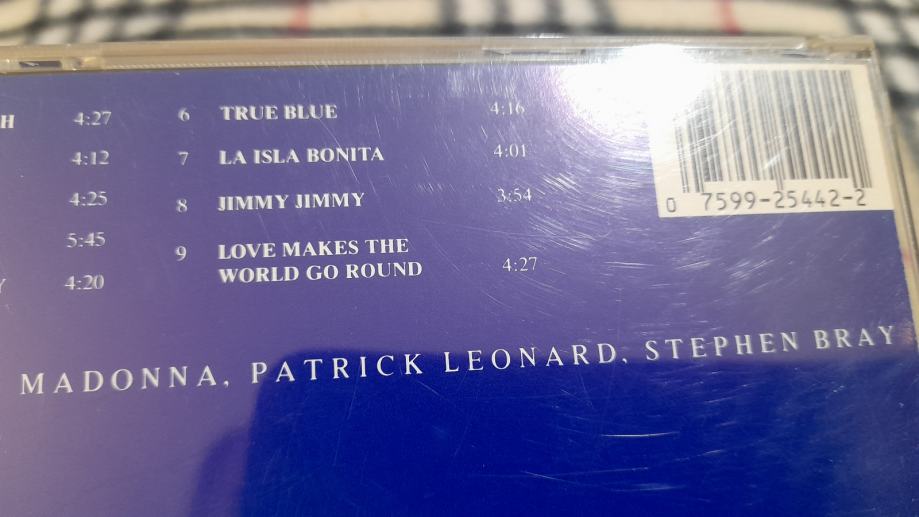 H 4:27 6 TRUE BLUE 4:16
4:12 7 LA ISLA BONITA 4:01
4:25 8 JIMMY JIMMY 3:54
5:45 9 LOVE MAKES THE
Y 4:20 WORLD GO ROUND 4:27
0 7599-25442-2
MADONNA, PATRICK LEONARD, STEPHEN BRAY